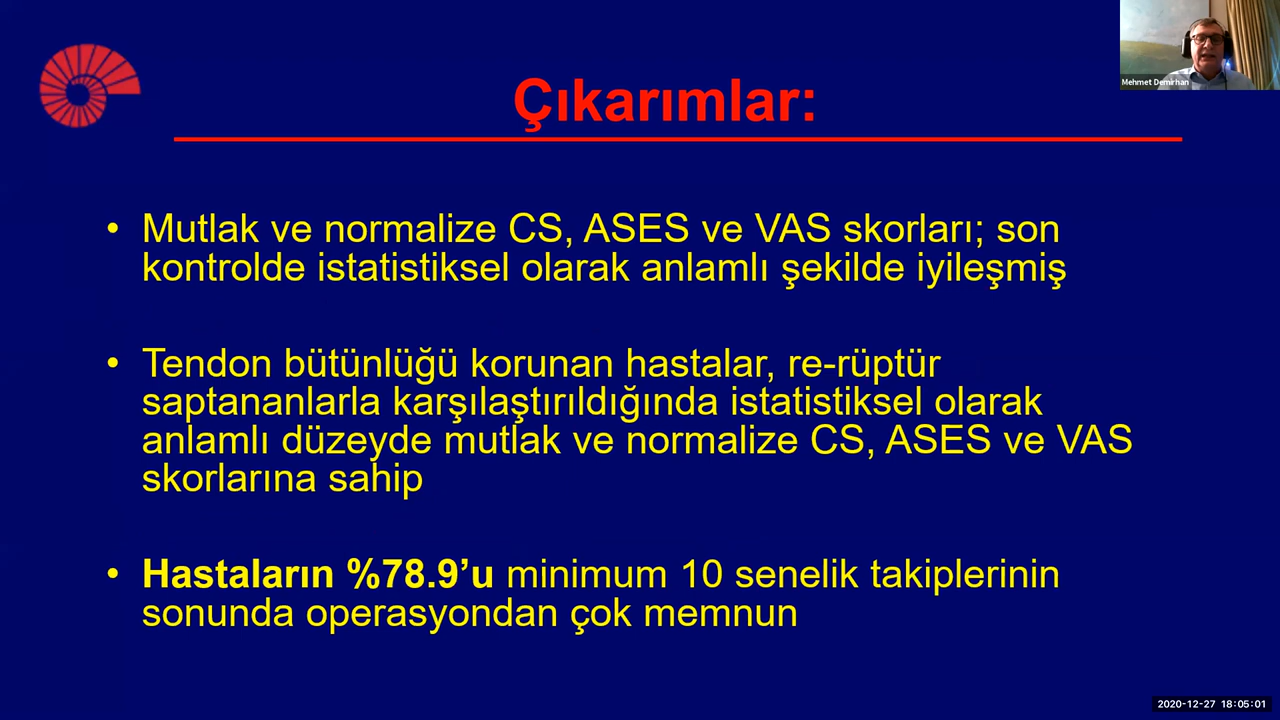 Mehmet Demirhan
Çıkarımlar:
• Mutlak ve normalize CS, ASES ve VAS skorları; son
kontrolde istatistiksel olarak anlamlı şekilde iyileşmiş
• Tendon bütünlüğü korunan hastalar, re-rüptür
saptananlarla karşılaştırıldığında istatistiksel olarak
anlamlı düzeyde mutlak ve normalize CS, ASES ve VAS
skorlarına sahip
• Hastaların %78.9’u minimum 10 senelik takiplerinin
sonunda operasyondan çok memnun
2020-12-27 18:05:01